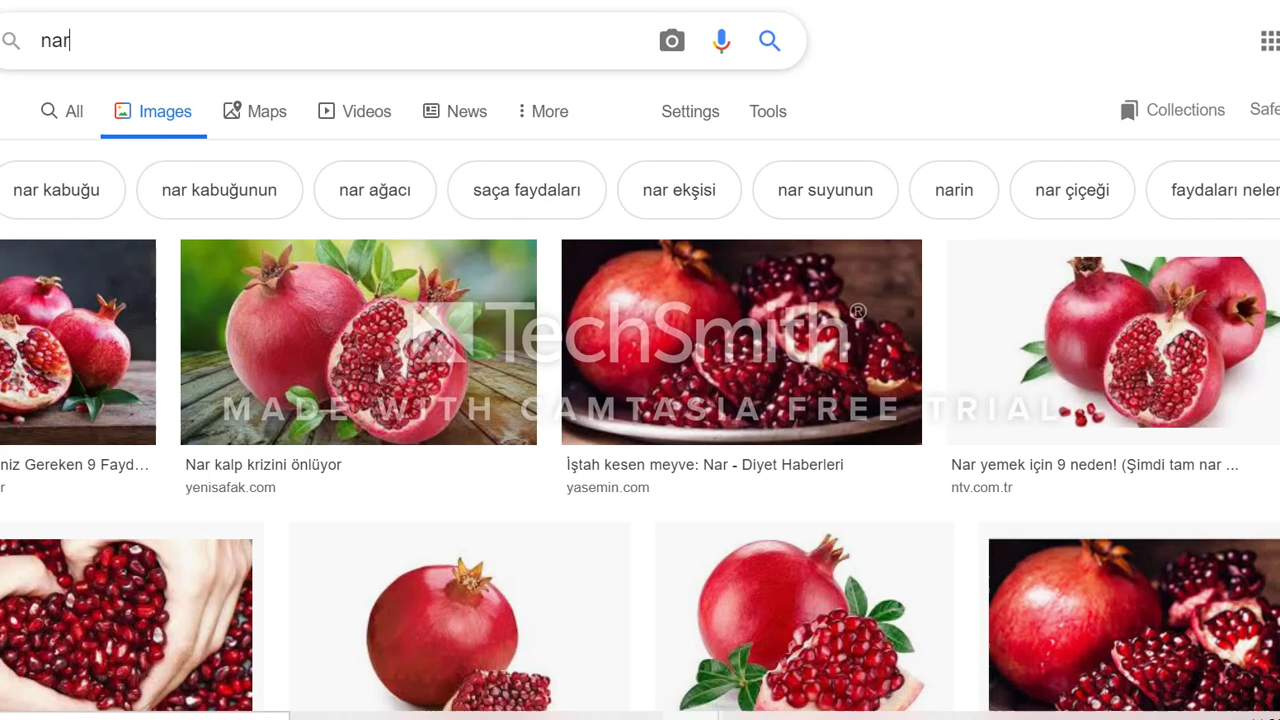 nar
All Images Maps Videos News More Settings Tools Collections Safe
nar kabuğu nar kabuğunun nar ağacı saça faydaları nar ekşisi nar suyunun narin nar çiçeği faydaları neler
TechSmith®
MADE WITH CAMTASIA FREE TRIAL
niz Gereken 9 Fayd... Nar kalp krizini önlüyor İştah kesen meyve: Nar - Diyet Haberleri Nar yemek için 9 neden! (Şimdi tam nar ...
r yenisafak.com yasemin.com ntv.com.tr